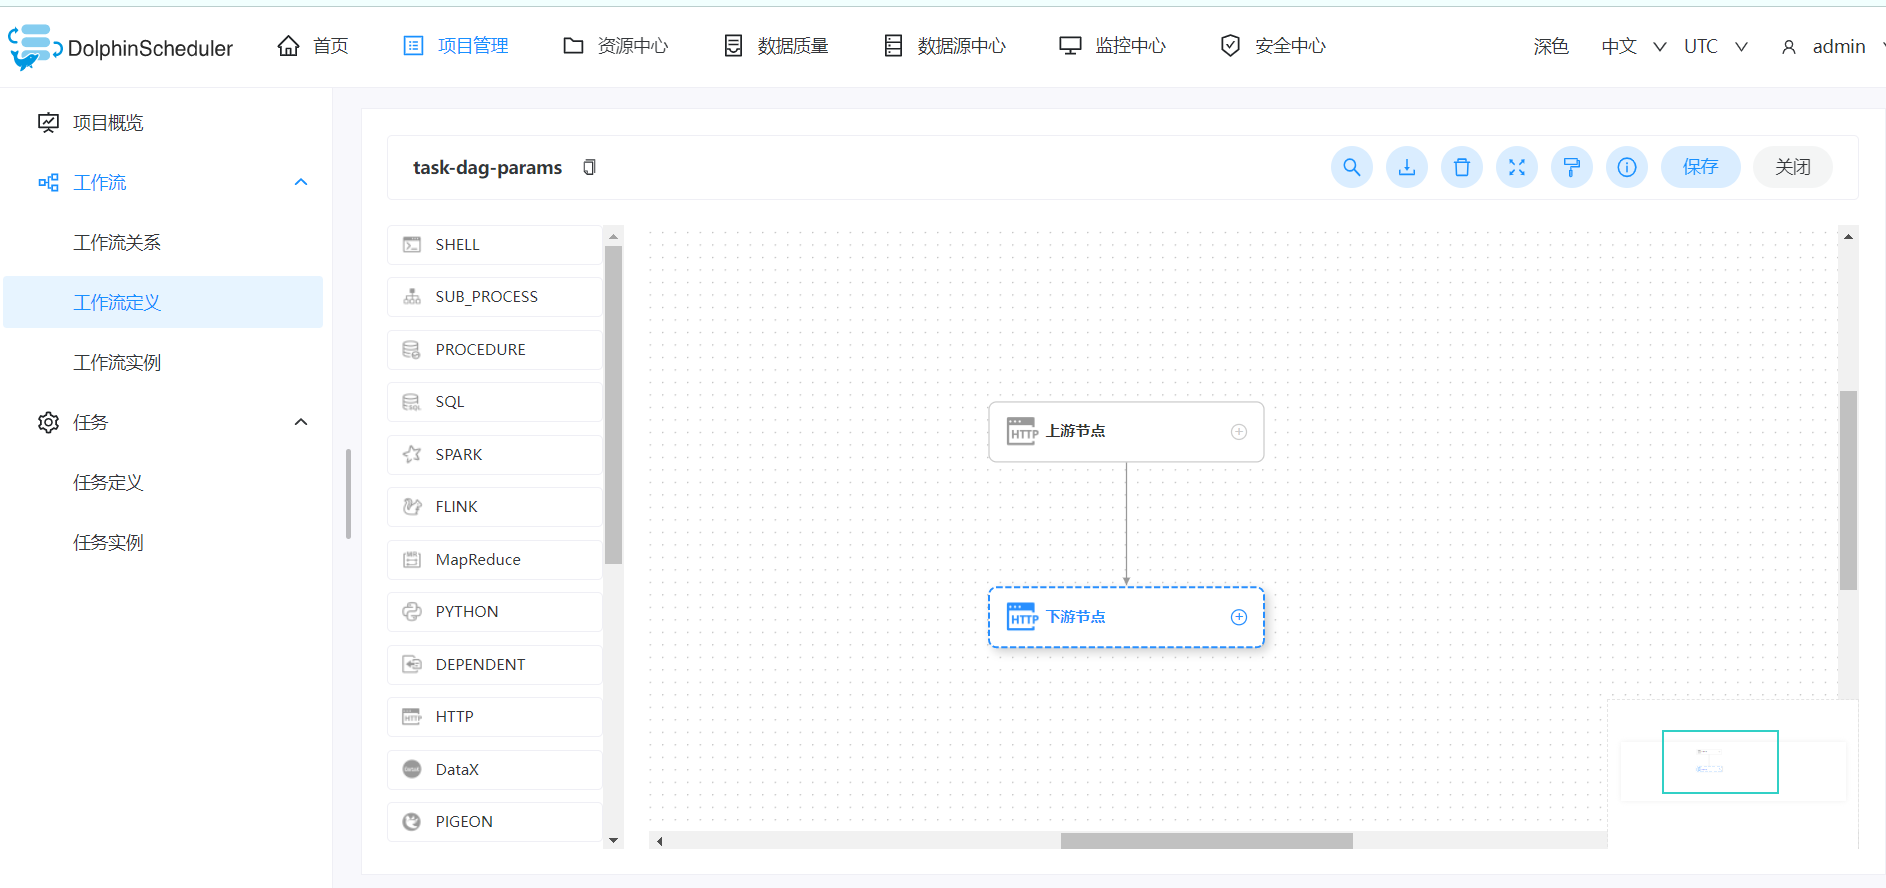 DolphinScheduler 首页 项目管理 资源中心 数据质量 数据源中心 监控中心 安全中心 深色 中文 UTC admin
项目概览
工作流
工作流关系
工作流定义
工作流实例
任务
任务定义
任务实例
task-dag-params 保存 关闭
SHELL
SUB_PROCESS
PROCEDURE
SQL
SPARK
FLINK
MapReduce
PYTHON
DEPENDENT
HTTP
DataX
PIGEON
HTTP 上游节点
HTTP 下游节点